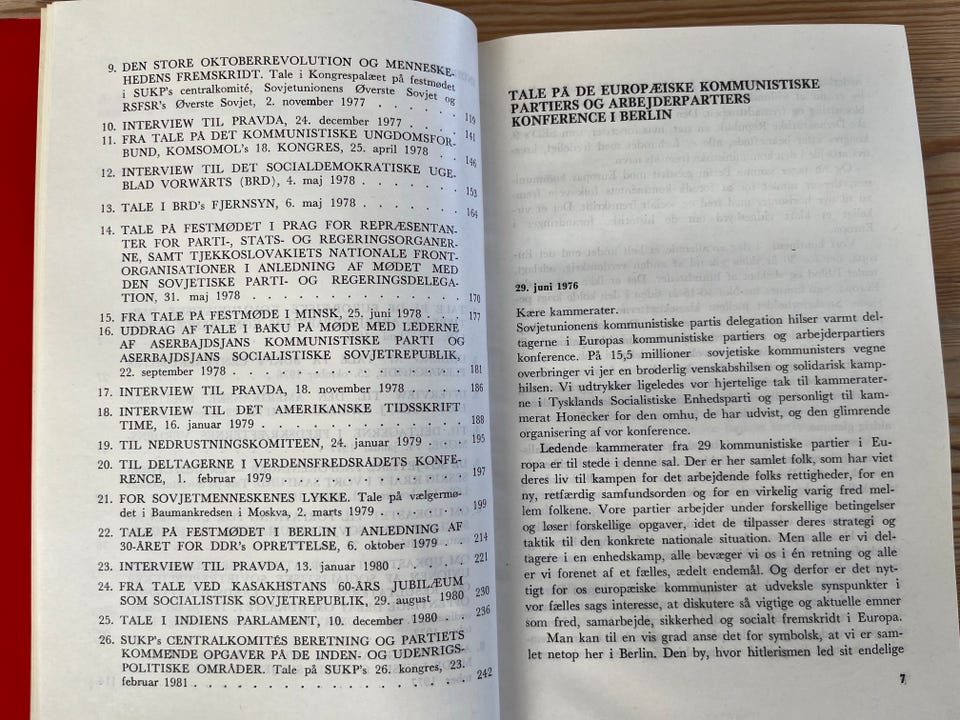 9. DEN STORE OKTOBERREVOLUTION OG MENNESKE-
HEDENS FREMSKRIDT. Tale i Kongrespalæet på festmødet
i SUKP's centralkomité, Sovjetunionens Øverste Sovjet og
RSFSR's Øverste Sovjet, 2. november 1977 . . . . . 119
10. INTERVIEW TIL PRAVDA, 24. december 1977 . . . . 141
11. FRA TALE PÅ DET KOMMUNISTISKE UNGDOMSFOR-
BUND, KOMSOMOL's 18. KONGRES, 25. april 1978 . . . 146
12. INTERVIEW TIL DET SOCIALDEMOKRATISKE UGE-
BLAD VORWÄRTS (BRD), 4. maj 1978 . . . . . . 153
13. TALE I BRD's FJERNSYN, 6. maj 1978 . . . . . . 164
14. TALE PÅ FESTMØDET I PRAG FOR REPRÆSENTAN-
TER FOR PARTI-, STATS- OG REGERINGSORGANER-
NE, SAMT TJEKKOSLOVAKIETS NATIONALE FRONT-
ORGANISATIONER I ANLEDNING AF MØDET MED
DEN SOVJETISKE PARTI- OG REGERINGSDELEGA-
TION, 31. maj 1978 . . . . . . . . . . . . 170
15. FRA TALE PÅ FESTMØDE I MINSK, 25. juni 1978 . . 177
16. UDDRAG AF TALE I BAKU PÅ MØDE MED LEDERNE
AF ASERBAJDSJANS KOMMUNISTISKE PARTI OG
ASERBADSJANS SOCIALISTISKE SOVJETREPUBLIK,
22. september 1978 . . . . . . . . . . . . 181
17. INTERVIEW TIL PRAVDA, 18. november 1978 . . . . 186
18. INTERVIEW TIL DET AMERIKANSKE TIDSSKRIFT
TIME, 16. januar 1979 . . . . . . . . . . . 188
19. TIL NEDRUSTNINGSKOMITEEN, 24. januar 1979 . . . 195
20. TIL DELTAGERNE I VERDENSFREDSRÅDETS KONFE-
RENCE, 1. februar 1979 . . . . . . . . . . 197
21. FOR SOVJETMENNESKENES LYKKE. Tale på vælgermø-
det i Baumankredsen i Moskva, 2. marts 1979 . . . . 199
22. TALE PÅ FESTMØDET I BERLIN I ANLEDNING AF
30-ÅRET FOR DDR's OPRETTELSE, 6. oktober 1979 . . 214
23. INTERVIEW TIL PRAVDA, 13. januar 1980 . . . . . 221
24. FRA TALE VED KASAKHSTANS 60-ÅRS JUBILÆUM
SOM SOCIALISTISK SOVJETREPUBLIK, 29. august 1980 230
25. TALE I INDIENS PARLAMENT, 10. december 1980 . . 236
26. SUKP's CENTRALKOMITÉS BERETNING OG PARTIETS
KOMMENDE OPGAVER PÅ DE INDEN- OG UDENRIGS-
POLITISKE OMRÅDER. Tale på SUKP's 26. kongres, 23.
februar 1981 . . . . . . . . . . . . . . . 242
TALE PÅ DE EUROPÆISKE KOMMUNISTISKE
PARTIERS OG ARBEJDERPARTIERS
KONFERENCE I BERLIN
29. juni 1976
Kære kammerater.
Sovjetunionens kommunistiske partis delegation hilser varmt del-
tagerne i Europas kommunistiske partiers og arbejderpartiers
konference. På 15,5 millioner sovjetiske kommunisters vegne
overbringer vi jer en broderlig venskabshilsen og solidarisk kamp-
hilsen. Vi udtrykker ligeledes vor hjertelige tak til kammerater-
ne i Tysklands Socialistiske Enhedsparti og personligt til kam-
merat Honecker for den omhu, de har udvist, og den glimrende
organisering af vor konference.
Ledende kammerater fra 29 kommunistiske partier i Eu-
ropa er til stede i denne sal. Der er her samlet folk, som har viet
deres liv til kampen for det arbejdende folks rettigheder, for en
ny, retfærdig samfundsorden og for en virkelig varig fred mel-
lem folkene. Vore partier arbejder under forskellige betingelser
og løser forskellige opgaver, idet de tilpasser deres strategi og
taktik til den konkrete nationale situation. Men alle er vi del-
tagere i en enhedskamp, alle bevæger vi os i én retning og alle
er vi forenet af et fælles, ædelt endemål. Og derfor er det nyt-
tigt for os europæiske kommunister at udveksle synspunkter i
vor fælles sags interesse, at diskutere så vigtige og aktuelle emner
som fred, samarbejde, sikkerhed og socialt fremskridt i Europa.
Man kan til en vis grad anse det for symbolsk, at vi er sam-
let netop her i Berlin. Den by, hvor hitlerismen led sit endelige
7